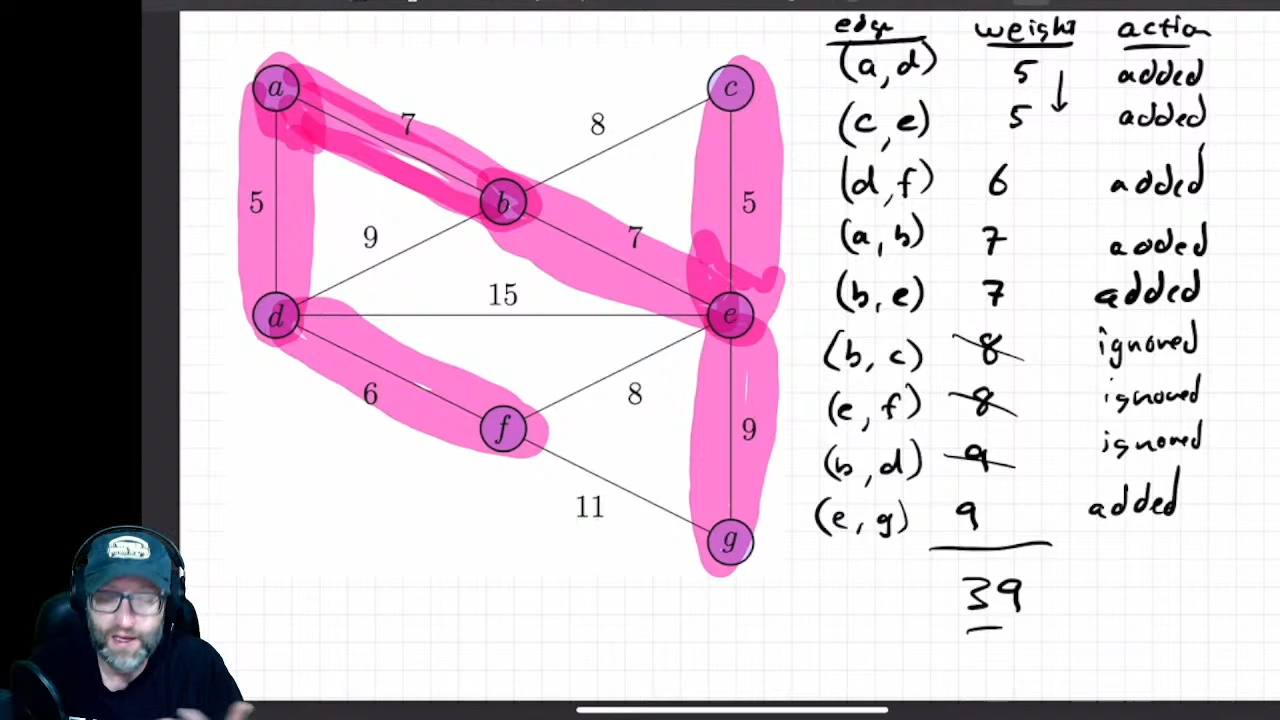 edge weight action
(a,d) 5 added
(c,e) 5 added
(d,f) 6 added
(a,b) 7 added
(b,e) 7 added
(b,c) 8 ignored
(e,f) 8 ignored
(b,d) 9 ignored
(e,g) 9 added
39
a
c
7
8
b
5
5
9
7
15
d
e
6
8
f
9
11
g